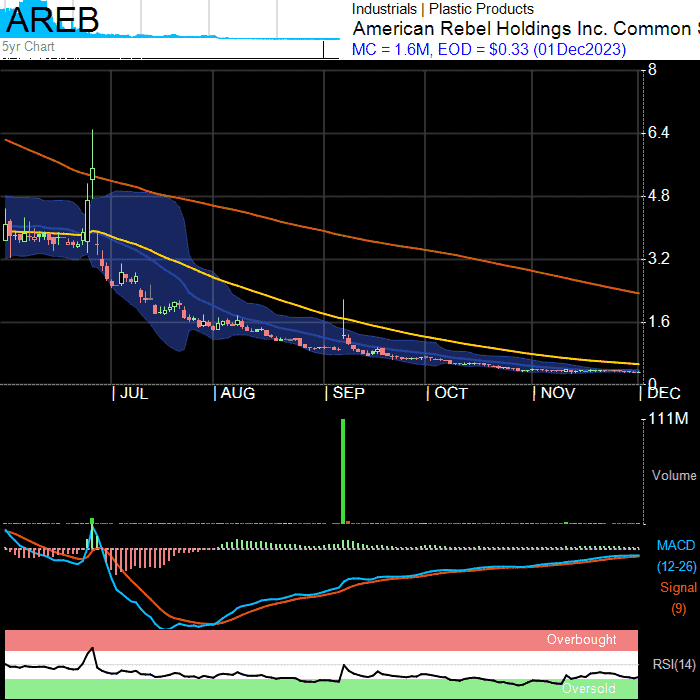 AREB
5yr Chart
Industrials | Plastic Products
American Rebel Holdings Inc. Common
MC = 1.6M, EOD = $0.33 (01Dec2023)
8
6.4
4.8
3.2
1.6
0
JUL AUG SEP OCT NOV DEC
111M
Volume
MACD
(12-26)
Signal
(9)
Overbought
RSI(14)
Oversold